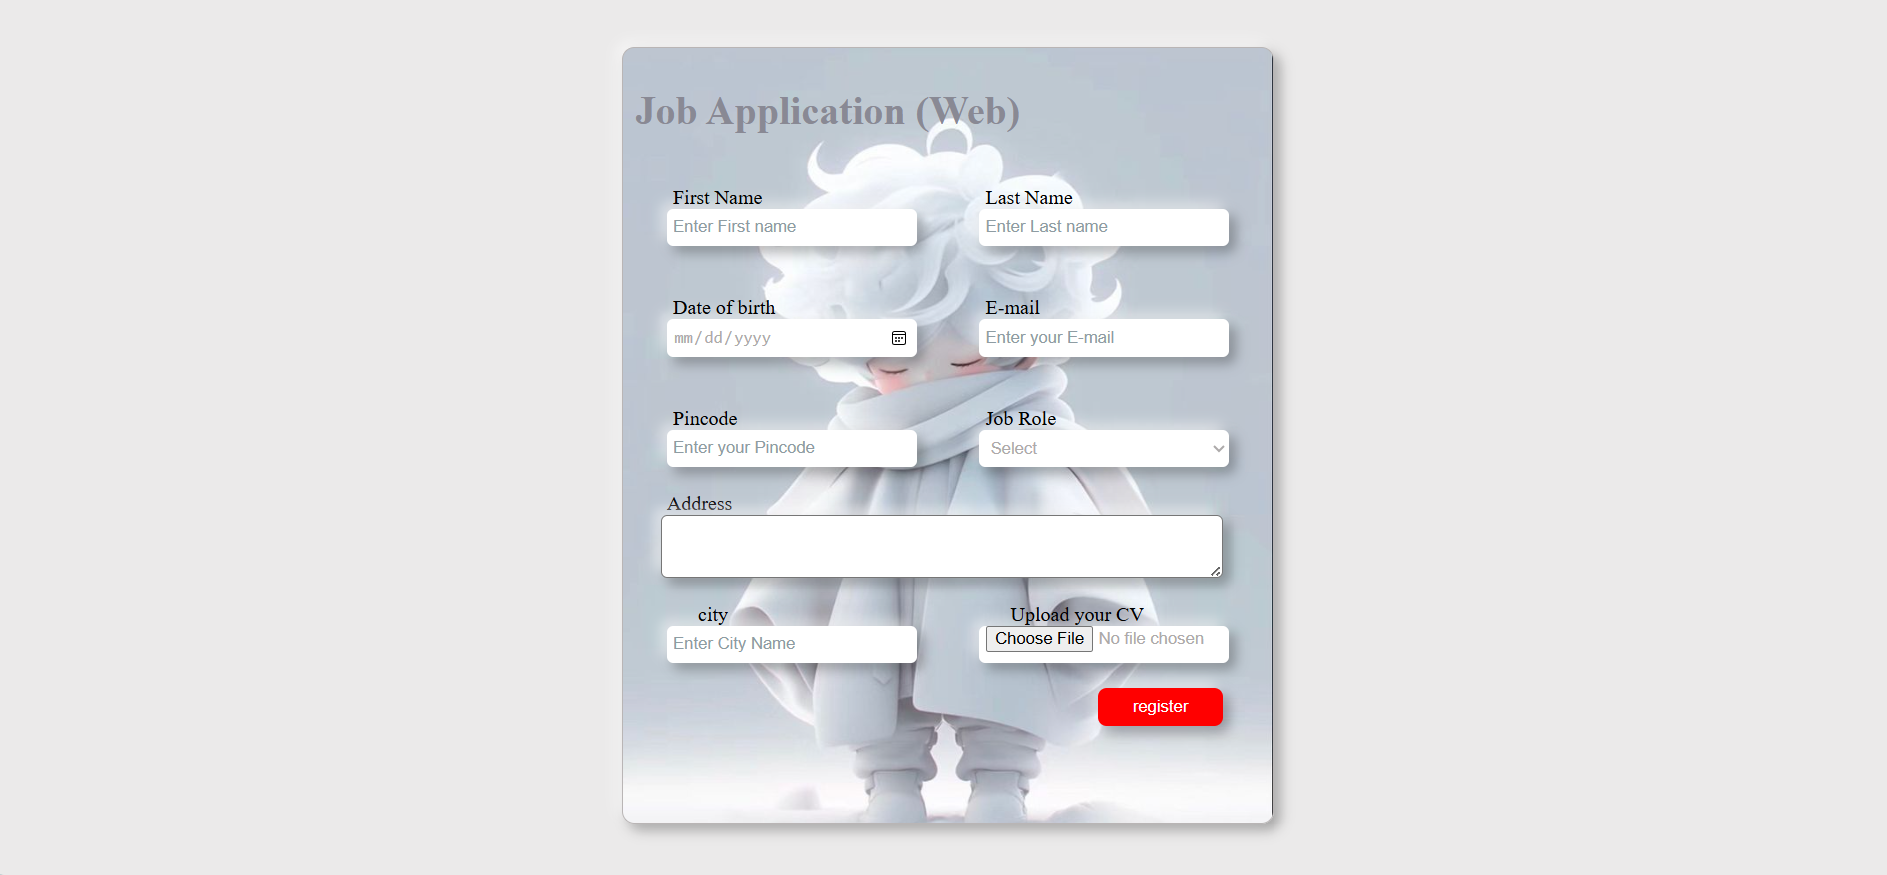 Job Application (Web)
First Name
Last Name
Enter First name
Enter Last name
Date of birth
E-mail
mm/dd/yyyy
Enter your E-mail
Pincode
Job Role
Enter your Pincode
Select
Address
city
Upload your CV
Enter City Name
Choose File No file chosen
register